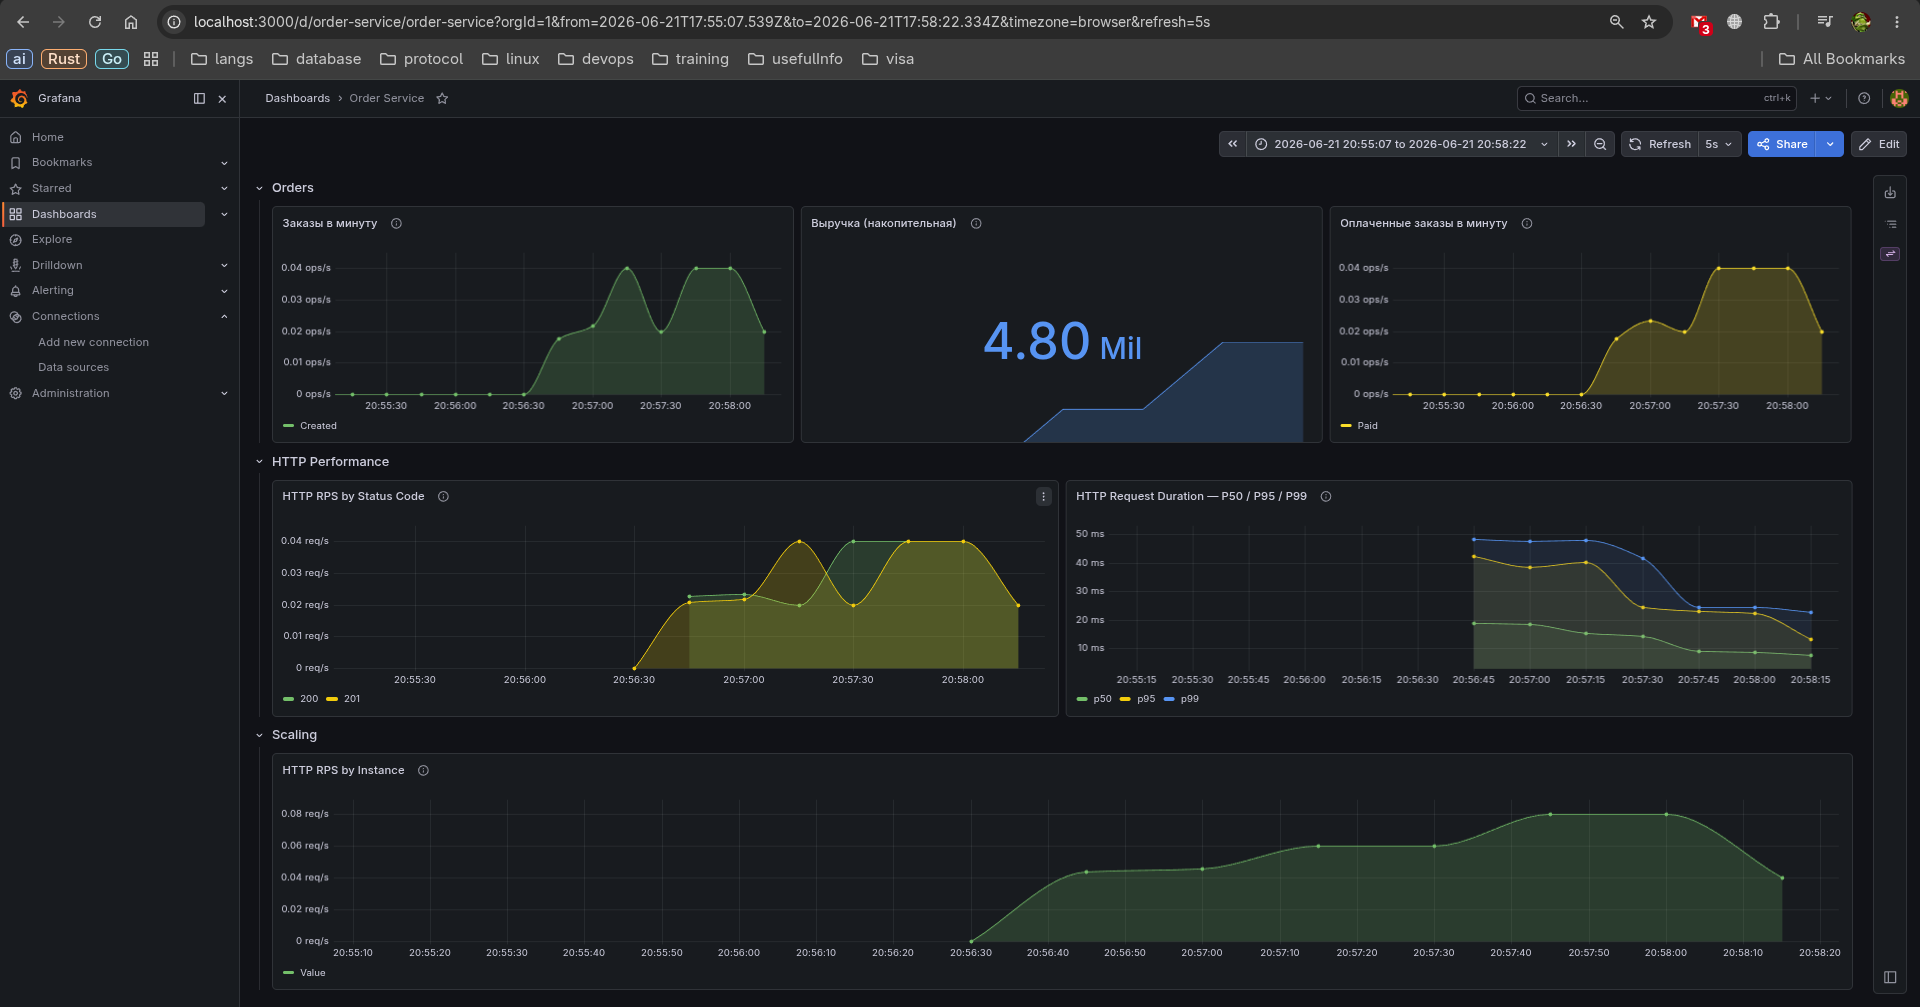 localhost:3000/d/order-service/order-service?orgId=1&from=2026-06-21T17:55:07.539Z&to=2026-06-21T17:58:22.334Z&timezone=browser&refresh=5s
3
ai Rust Go langs database protocol linux devops training usefulInfo visa All Bookmarks
Grafana
Dashboards › Order Service
Search... ctrl+k
Home
Bookmarks
Starred
Dashboards
Explore
Drilldown
Alerting
Connections
Add new connection
Data sources
Administration
2026-06-21 20:55:07 to 2026-06-21 20:58:22 Refresh 5s Share Edit
Orders
Заказы в минуту
0.04 ops/s
0.03 ops/s
0.02 ops/s
0.01 ops/s
0 ops/s
20:55:30 20:56:00 20:56:30 20:57:00 20:57:30 20:58:00
Created
Выручка (накопительная)
4.80 Mil
Оплаченные заказы в минуту
0.04 ops/s
0.03 ops/s
0.02 ops/s
0.01 ops/s
0 ops/s
20:55:30 20:56:00 20:56:30 20:57:00 20:57:30 20:58:00
Paid
HTTP Performance
HTTP RPS by Status Code
0.04 req/s
0.03 req/s
0.02 req/s
0.01 req/s
0 req/s
20:55:30 20:56:00 20:56:30 20:57:00 20:57:30 20:58:00
200 201
HTTP Request Duration — P50 / P95 / P99
50 ms
40 ms
30 ms
20 ms
10 ms
20:55:15 20:55:30 20:55:45 20:56:00 20:56:15 20:56:30 20:56:45 20:57:00 20:57:15 20:57:30 20:57:45 20:58:00 20:58:15
p50 p95 p99
Scaling
HTTP RPS by Instance
0.08 req/s
0.06 req/s
0.04 req/s
0.02 req/s
0 req/s
20:55:10 20:55:20 20:55:30 20:55:40 20:55:50 20:56:00 20:56:10 20:56:20 20:56:30 20:56:40 20:56:50 20:57:00 20:57:10 20:57:20 20:57:30 20:57:40 20:57:50 20:58:00 20:58:10 20:58:20
Value